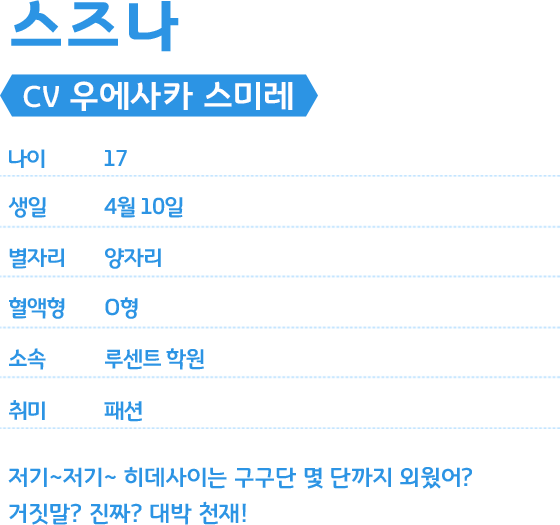 스즈나
CV 우에사카 스미레
나이 17
생일 4월 10일
별자리 양자리
혈액형 O형
소속 루센트 학원
취미 패션
저기~저기~ 히데사이는 구구단 몇 단까지 외웠어?
거짓말? 진짜? 대박 천재!